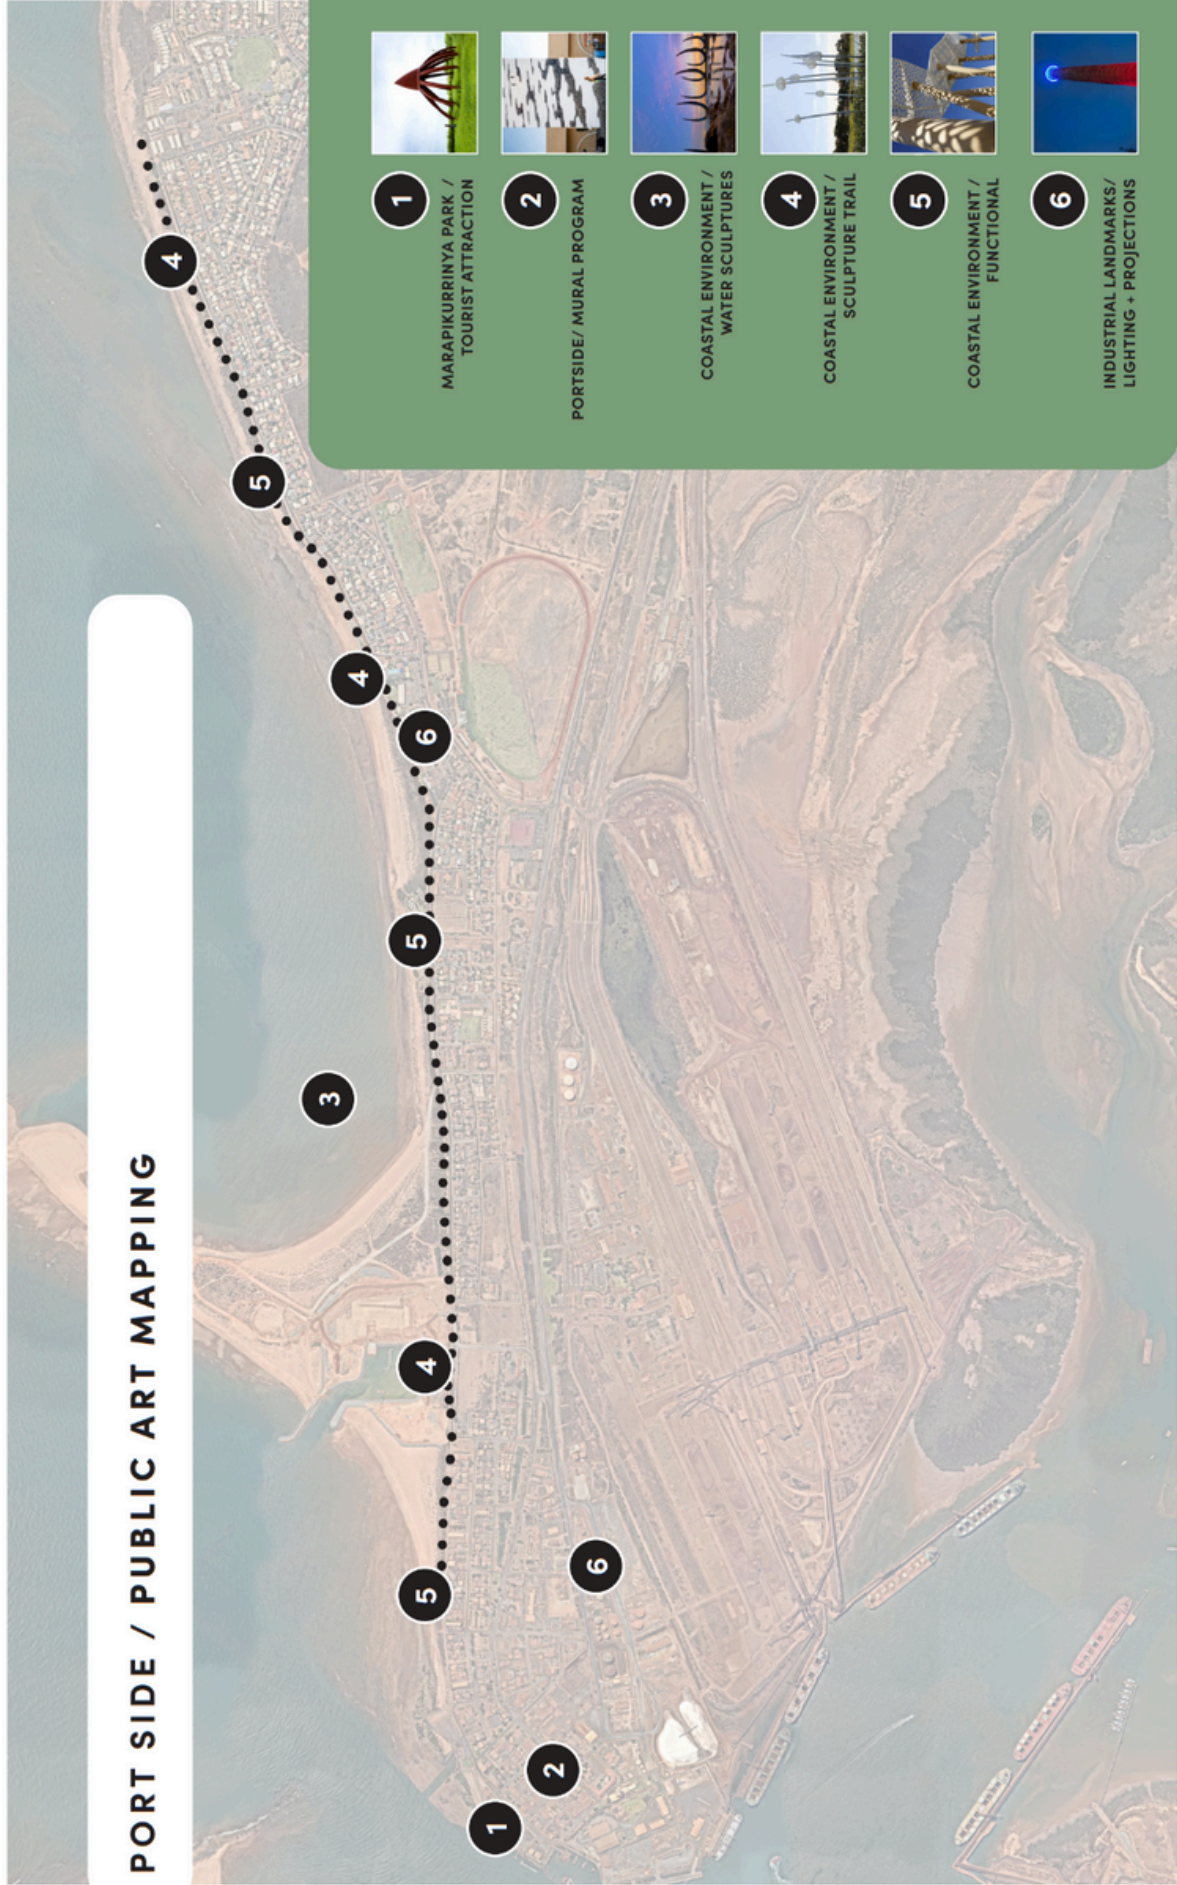 PORT SIDE / PUBLIC ART MAPPING
1
MARAPIKURRINYA PARK /
TOURIST ATTRACTION
2
PORTSIDE/ MURAL PROGRAM
3
COASTAL ENVIRONMENT /
WATER SCULPTURES
4
COASTAL ENVIRONMENT /
SCULPTURE TRAIL
5
COASTAL ENVIRONMENT /
FUNCTIONAL
6
INDUSTRIAL LANDMARKS/
LIGHTING + PROJECTIONS
1
2
5
6
4
3
5
6
4
5
4